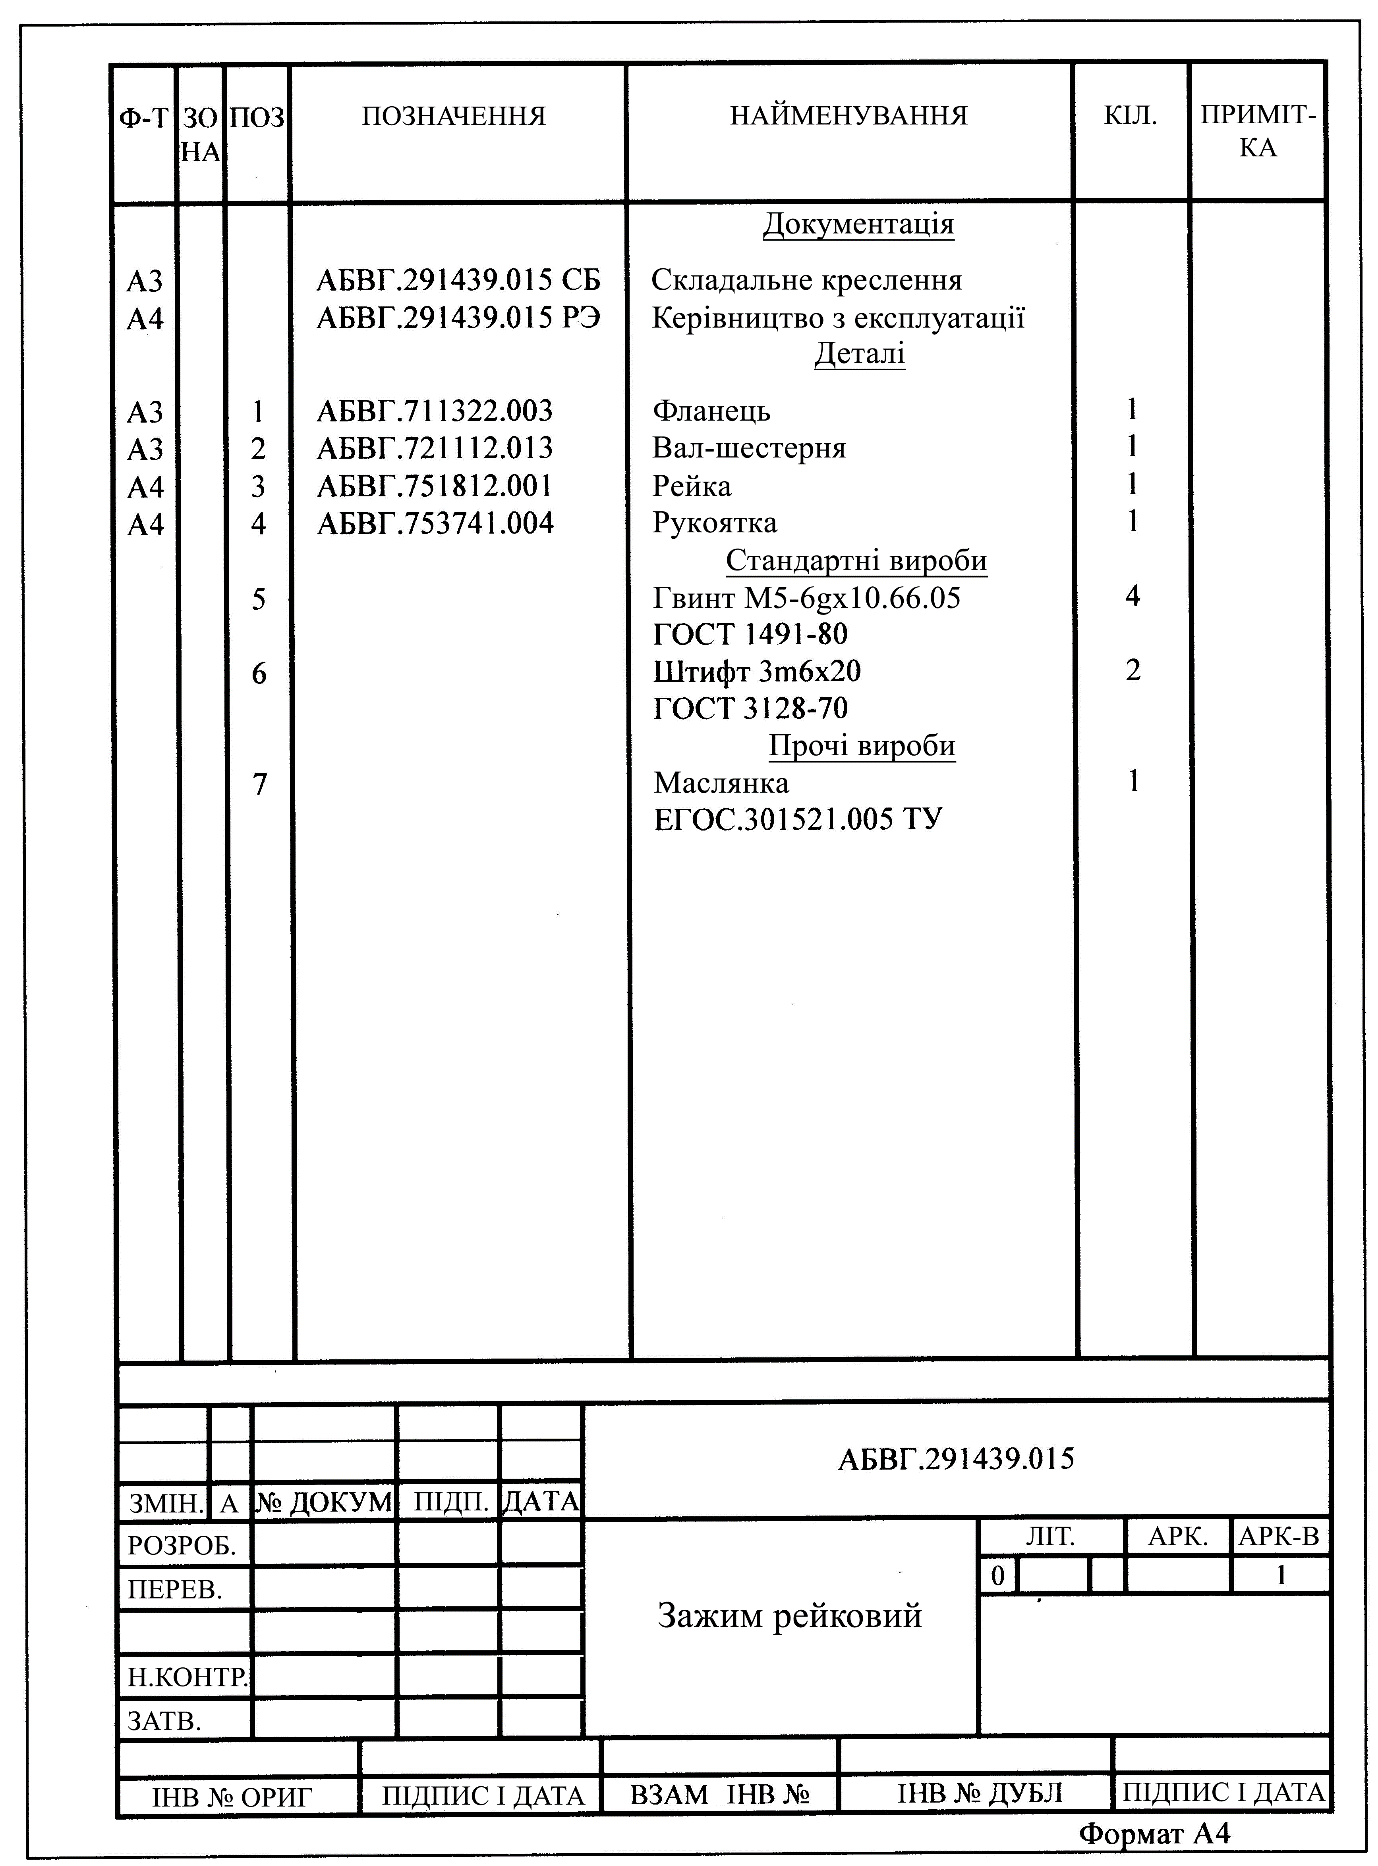 Ф-Т ЗОНА ПОЗ ПОЗНАЧЕННЯ НАЙМЕНУВАННЯ КІЛ. ПРИМІТ-КА
Документація
А3 АБВГ.291439.015 СБ Складальне креслення
А4 АБВГ.291439.015 РЭ Керівництво з експлуатації
Деталі
А3 1 АБВГ.711322.003 Фланець 1
А3 2 АБВГ.721112.013 Вал-шестерня 1
А4 3 АБВГ.751812.001 Рейка 1
А4 4 АБВГ.753741.004 Рукоятка 1
Стандартні вироби
5 Гвинт М5-6gх10.66.05 4
ГОСТ 1491-80
6 Штифт 3m6х20 2
ГОСТ 3128-70
Прочі вироби
7 Маслянка 1
ЕГОС.301521.005 ТУ
АБВГ.291439.015
ЗМІН. А № ДОКУМ ПІДП. ДАТА
РОЗРОБ. ЛІТ. АРК. АРК-В
ПЕРЕВ. 0 1
Зажим рейковий
Н.КОНТР.
ЗАТВ.
ІНВ № ОРИГ ПІДПИС І ДАТА ВЗАМ ІНВ № ІНВ № ДУБЛ ПІДПИС І ДАТА
Формат А4